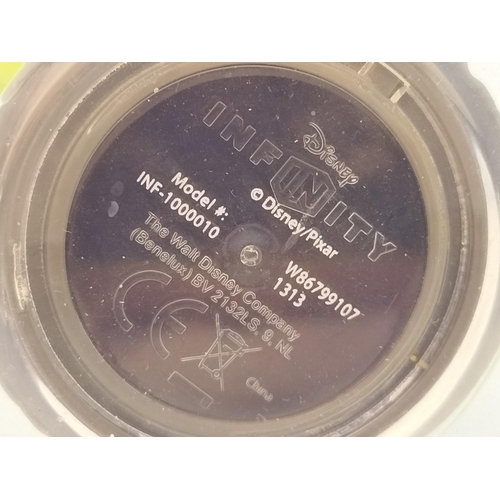 Disney
INFINITY
Model #:
INF-1000010
© Disney/Pixar
W86799107
1313
The Walt Disney Company
(Benelux) BV 2132LS, 9, NL
CE
China